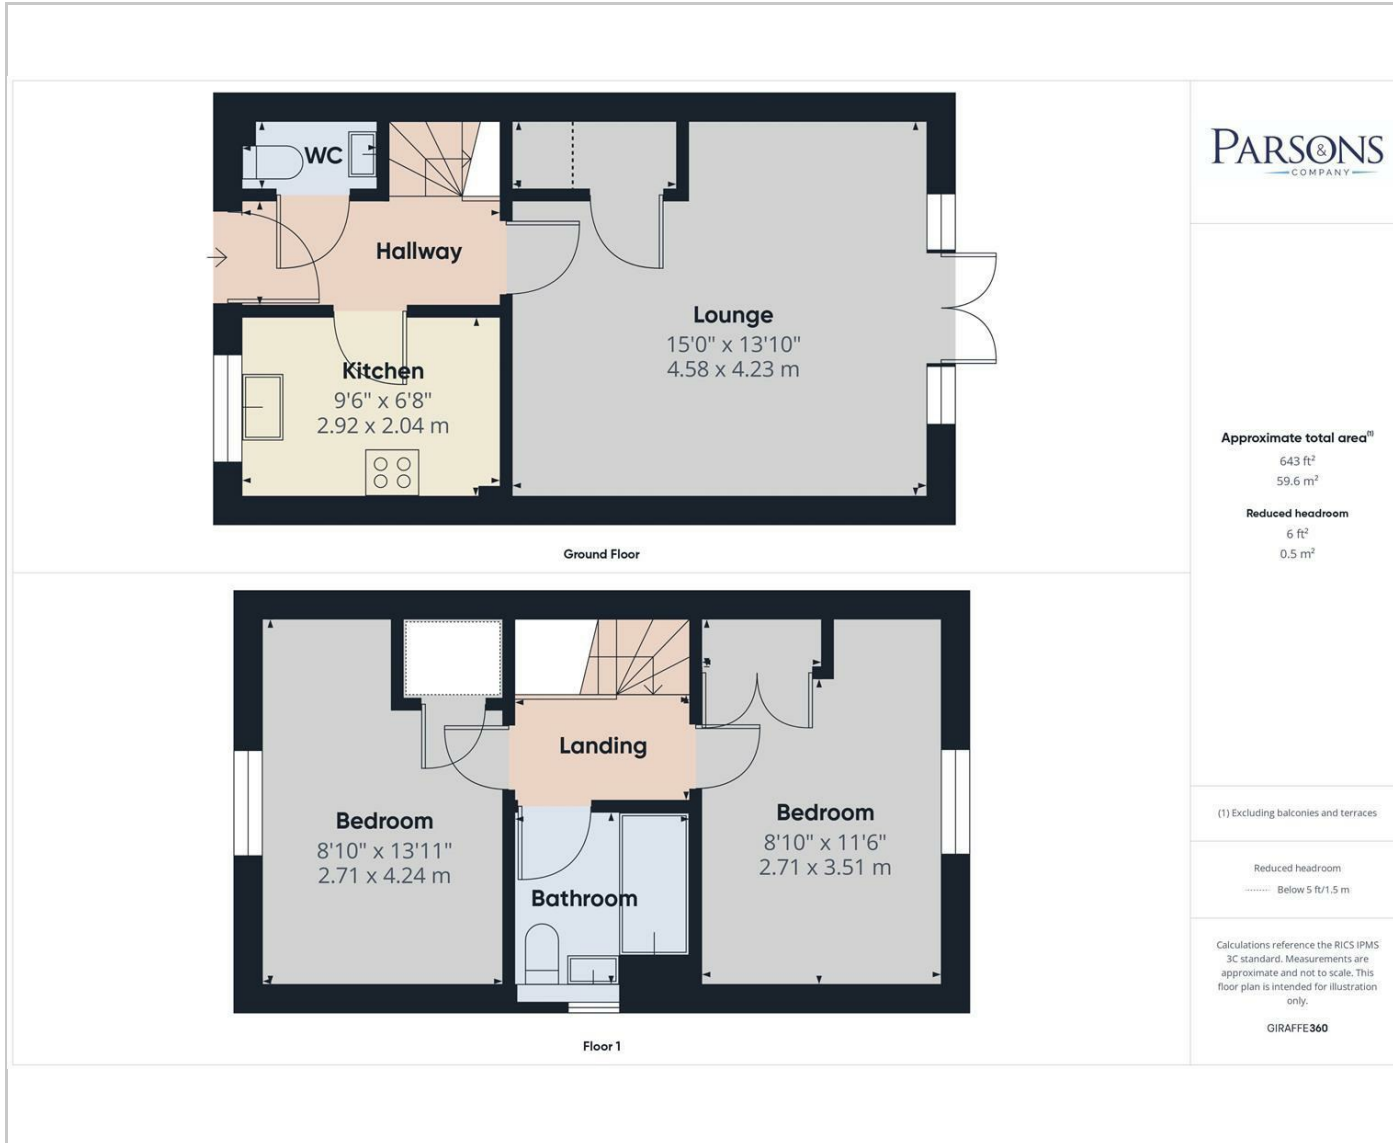 WC
Hallway
Kitchen
9'6" x 6'8"
2.92 x 2.04 m
Lounge
15'0" x 13'10"
4.58 x 4.23 m
Ground Floor
Landing
Bedroom
8'10" x 13'11"
2.71 x 4.24 m
Bathroom
Bedroom
8'10" x 11'6"
2.71 x 3.51 m
Floor 1
PARSONS
&
COMPANY
Approximate total area(1)
643 ft²
59.6 m²
Reduced headroom
6 ft²
0.5 m²
(1) Excluding balconies and terraces
Reduced headroom
Below 5 ft/1.5 m
Calculations reference the RICS IPMS
3C standard. Measurements are
approximate and not to scale. This
floor plan is intended for illustration
only.
GIRAFFE360